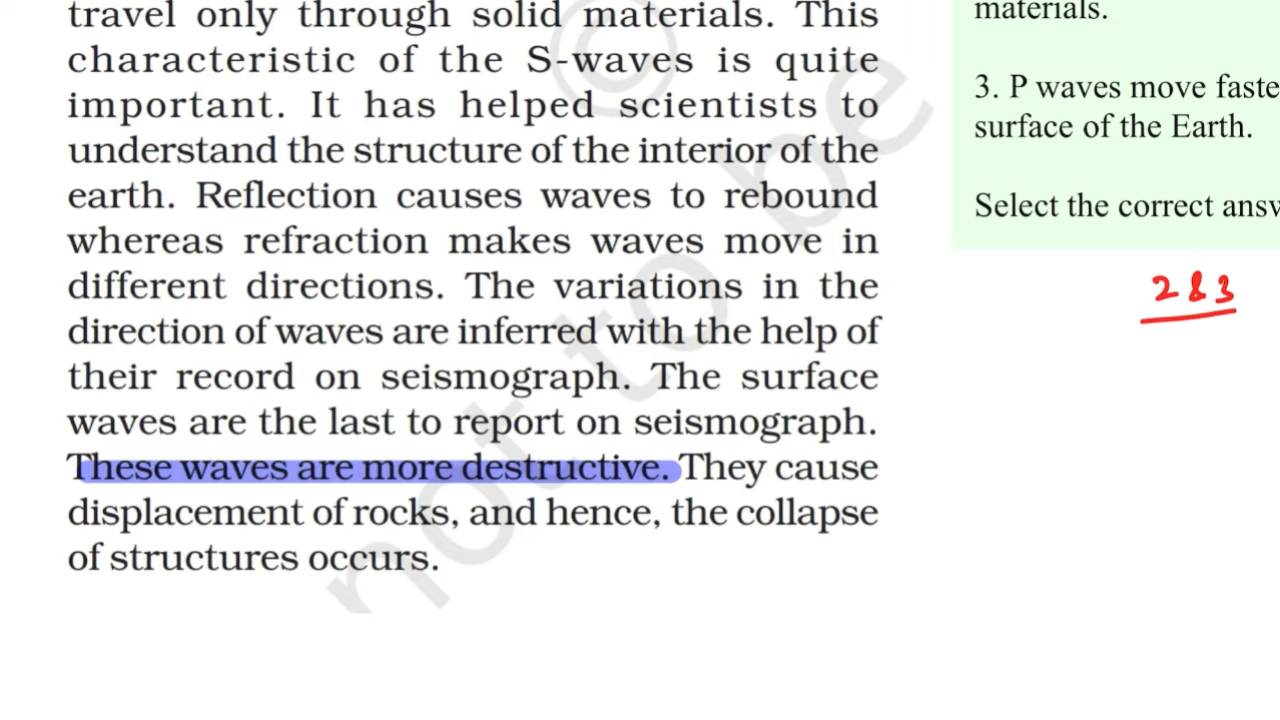 travel only through solid materials. This
characteristic of the S-waves is quite
important. It has helped scientists to
understand the structure of the interior of the
earth. Reflection causes waves to rebound
whereas refraction makes waves move in
different directions. The variations in the
direction of waves are inferred with the help of
their record on seismograph. The surface
waves are the last to report on seismograph.
These waves are more destructive. They cause
displacement of rocks, and hence, the collapse
of structures occurs.
© not to be
materials.
3. P waves move faste
surface of the Earth.
Select the correct answ
2 & 3